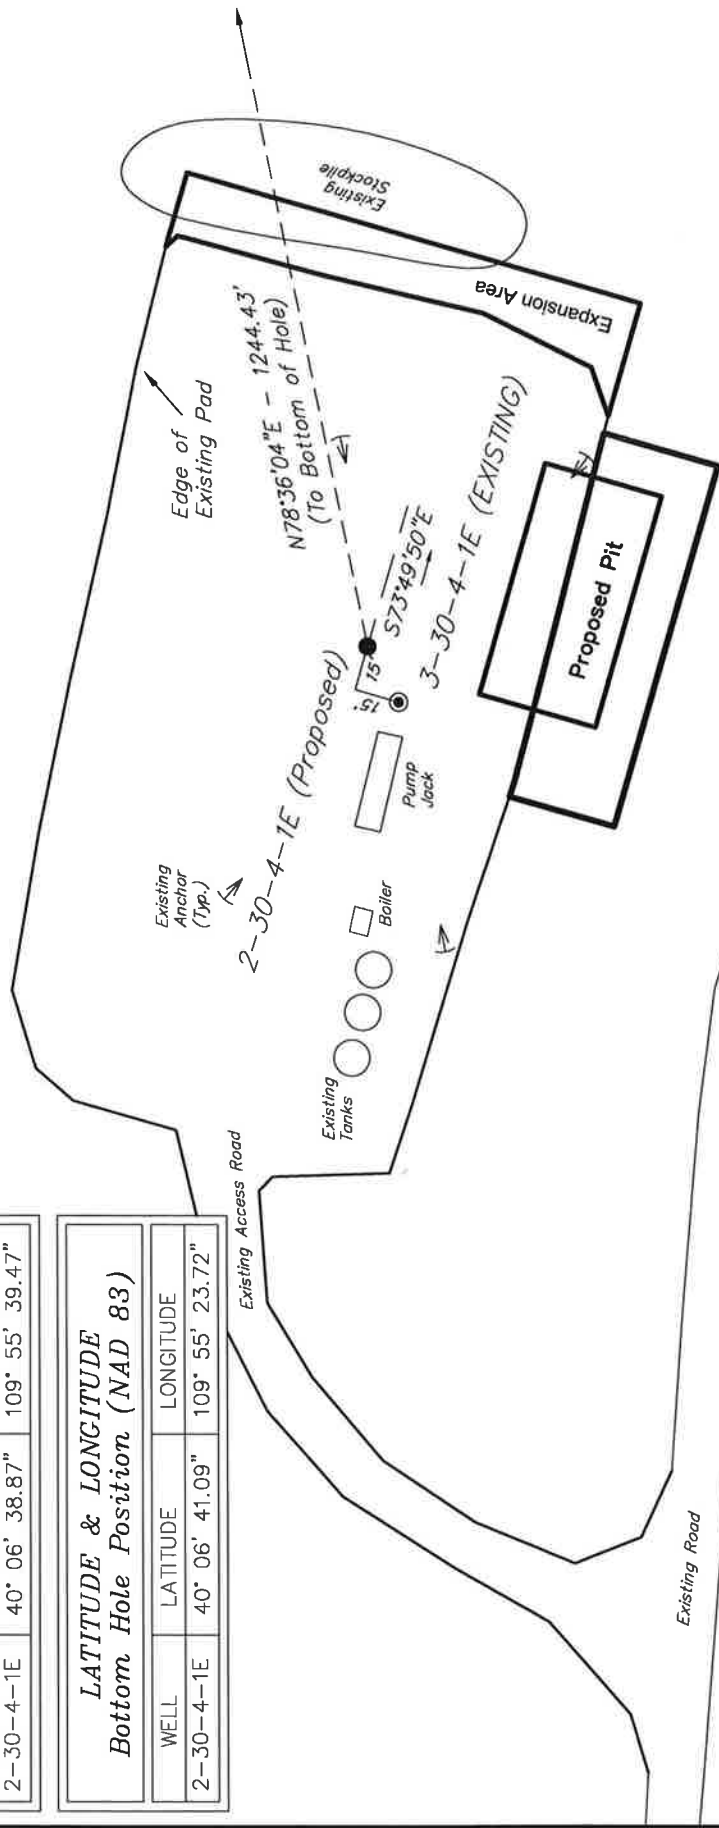 2-30-4-1E 40° 06' 38.87" 109° 55' 39.47"
LATITUDE & LONGITUDE
Bottom Hole Position (NAD 83)
WELL LATITUDE LONGITUDE
2-30-4-1E 40° 06' 41.09" 109° 55' 23.72"
Existing Access Road
Existing Road
Existing
Tanks
Boiler
Pump
Jack
Existing
Anchor
(Typ.)
2-30-4-1E (Proposed)
15'
15'
S73°49'50"E
3-30-4-1E (EXISTING)
N78°36'04"E - 1244.43'
(To Bottom of Hole)
Edge of
Existing Pad
Existing
Stockpile
Expansion Area
Proposed Pit